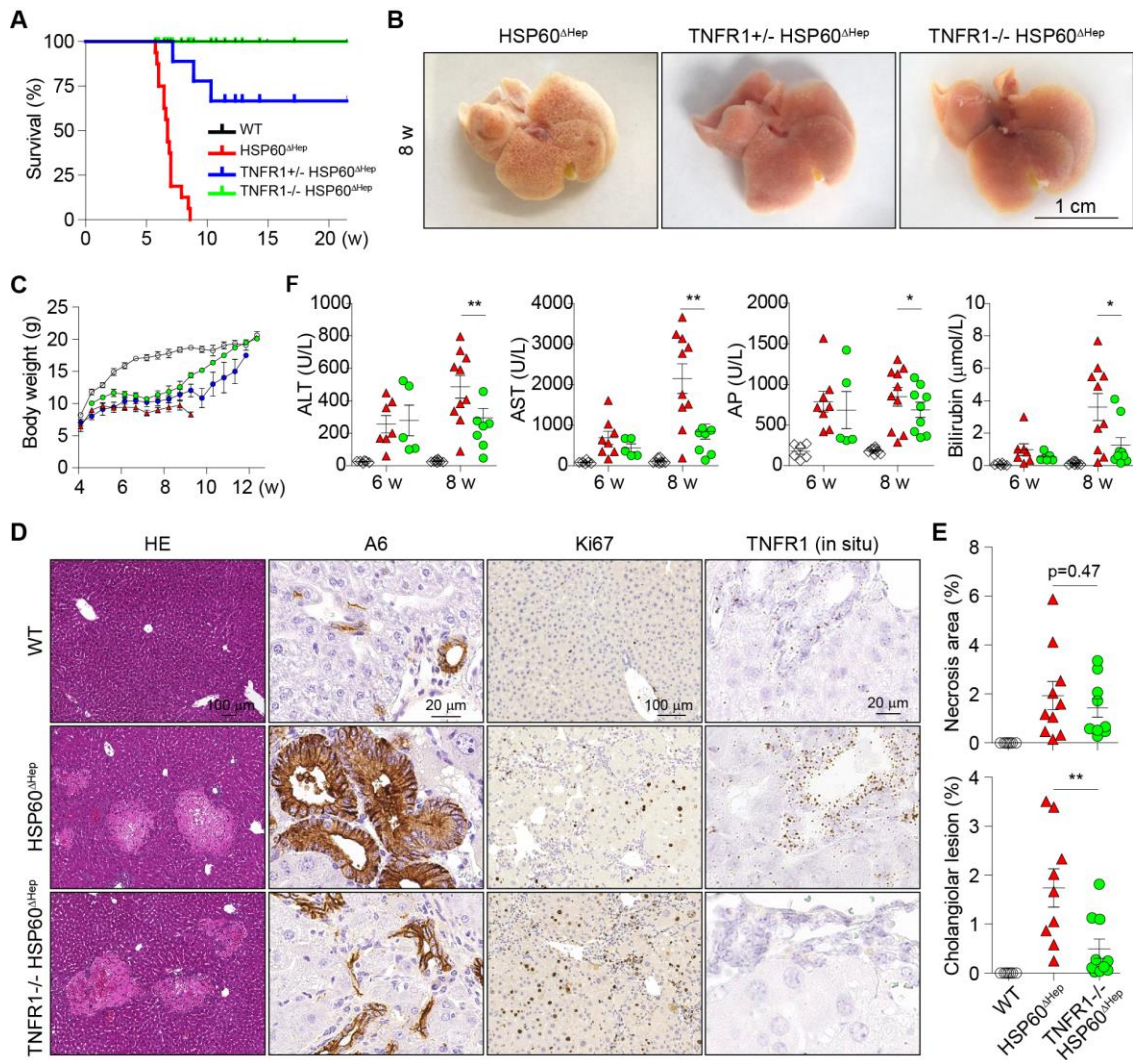 A
Survival (%)
100
75
50
25
0
0 5 10 15 20 (w)
WT
HSP60ΔHep
TNFR1+/- HSP60ΔHep
TNFR1-/- HSP60ΔHep
B
HSP60ΔHep TNFR1+/- HSP60ΔHep TNFR1-/- HSP60ΔHep
8 w
1 cm
C
Body weight (g)
25
20
15
10
5
0
4 6 8 10 12 (w)
F
ALT (U/L)
1000
800
600
400
200
0
**
6 w 8 w
AST (U/L)
4000
3000
2000
1000
0
**
6 w 8 w
AP (U/L)
2000
1500
1000
500
0
*
6 w 8 w
Bilirubin (μmol/L)
10
8
6
4
2
0
*
6 w 8 w
D
HE A6 Ki67 TNFR1 (in situ)
WT
100 μm 20 μm 100 μm 20 μm
HSP60ΔHep
TNFR1-/- HSP60ΔHep
E
Necrosis area (%)
8
6
4
2
0
p=0.47
Cholangiolar lesion (%)
4
3
2
1
0
**
WT
HSP60ΔHep
TNFR1-/-
HSP60ΔHep